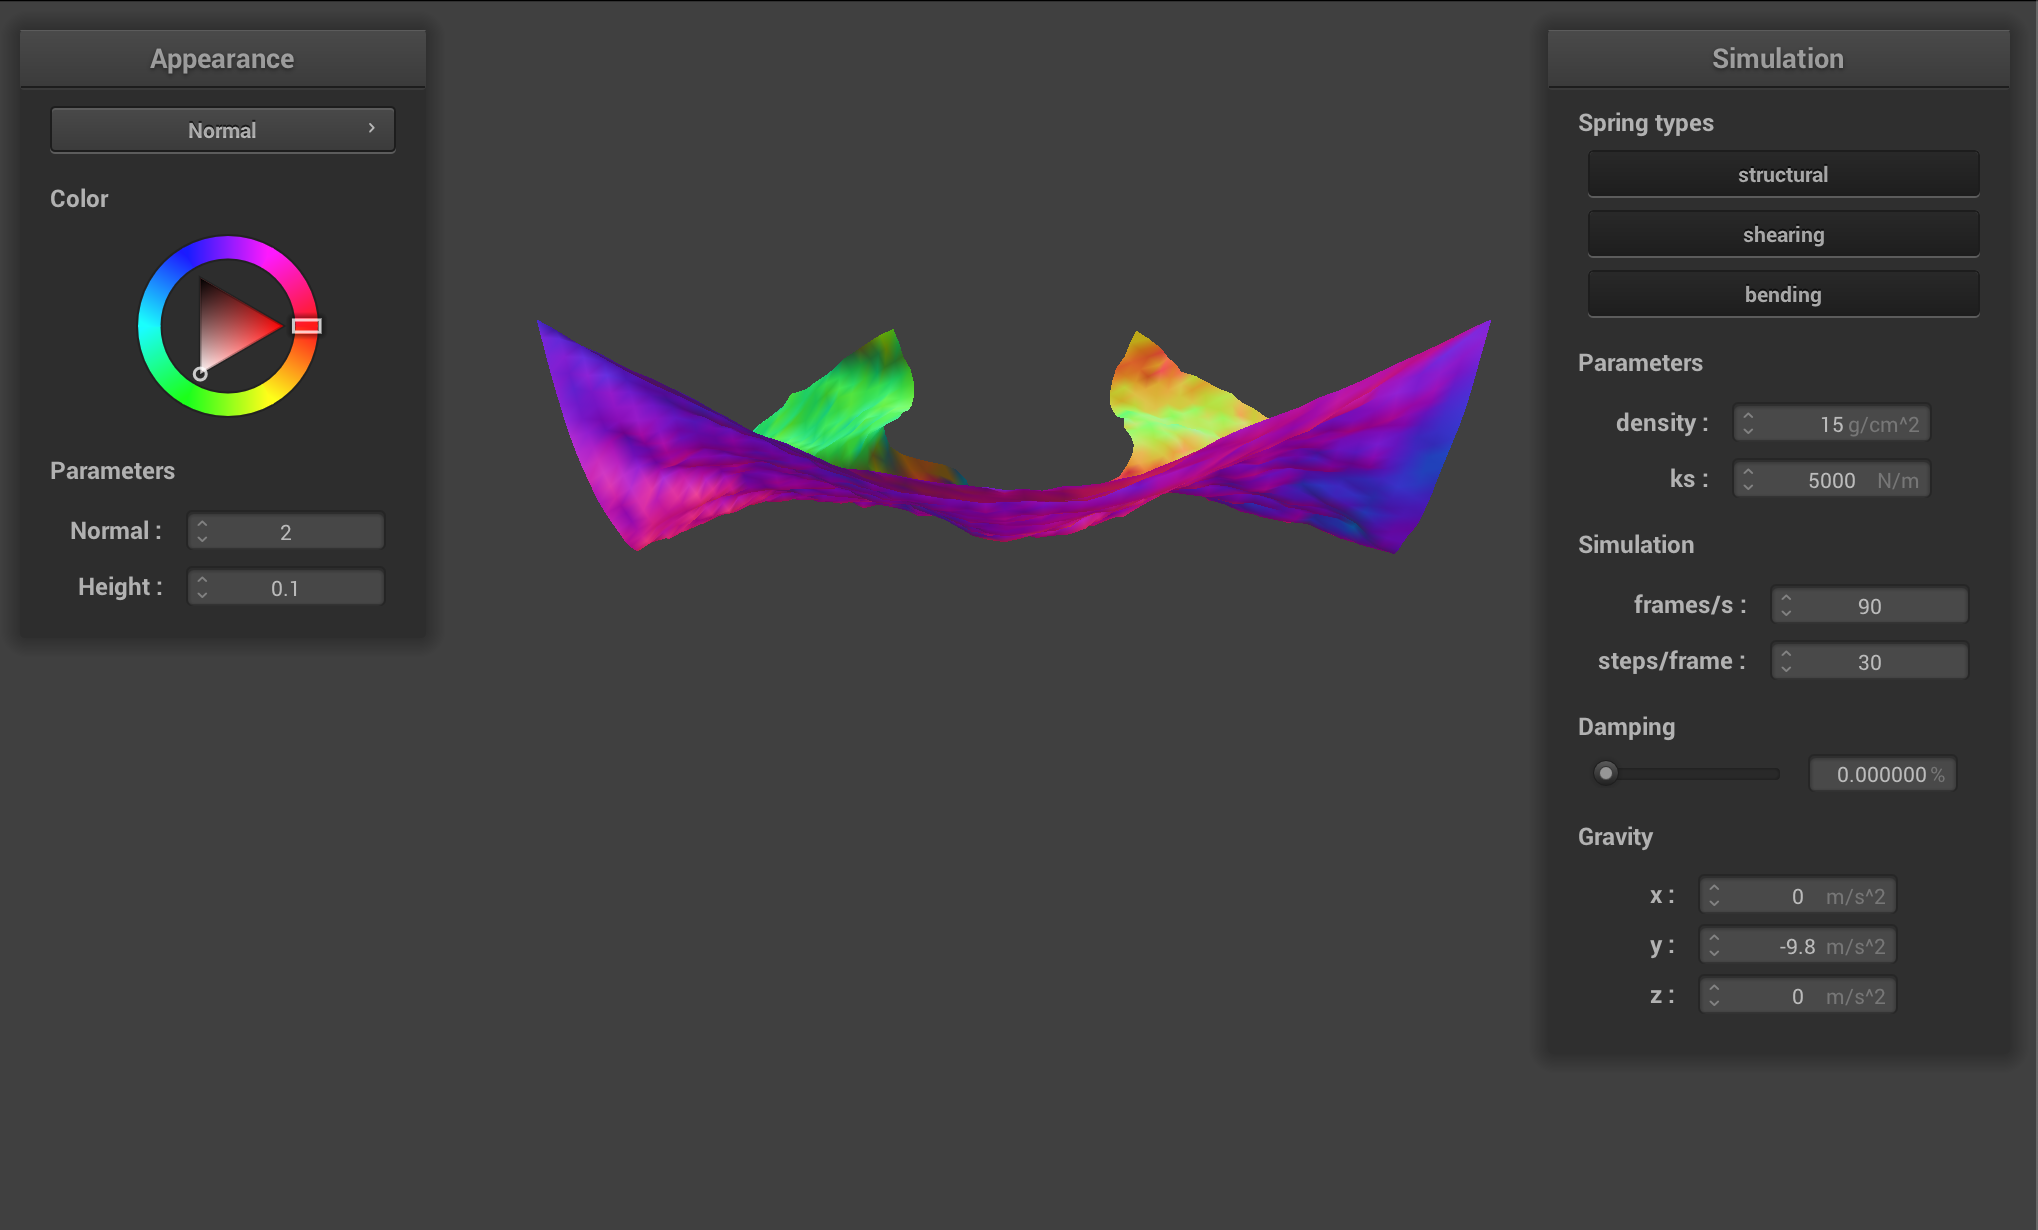 Appearance
Normal
Color
Parameters
Normal : 2
Height : 0.1
Simulation
Spring types
structural
shearing
bending
Parameters
density : 15 g/cm^2
ks : 5000 N/m
Simulation
frames/s : 90
steps/frame : 30
Damping
0.000000 %
Gravity
x : 0 m/s^2
y : -9.8 m/s^2
z : 0 m/s^2